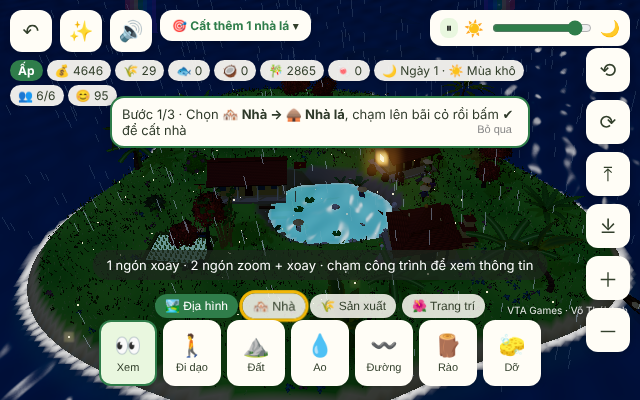 Cất thêm 1 nhà lá ▾
Ấp
4646
29
0
0
2865
0
Ngày 1 · Mùa khô
6/6
95
Bước 1/3 · Chọn Nhà → Nhà lá, chạm lên bãi cỏ rồi bấm ✔
để cất nhà
Bỏ qua
1 ngón xoay · 2 ngón zoom + xoay · chạm công trình để xem thông tin
Địa hình
Nhà
Sản xuất
Trang trí
VTA Games · Võ
Xem
Đi dạo
Đất
Ao
Đường
Rào
Dỡ